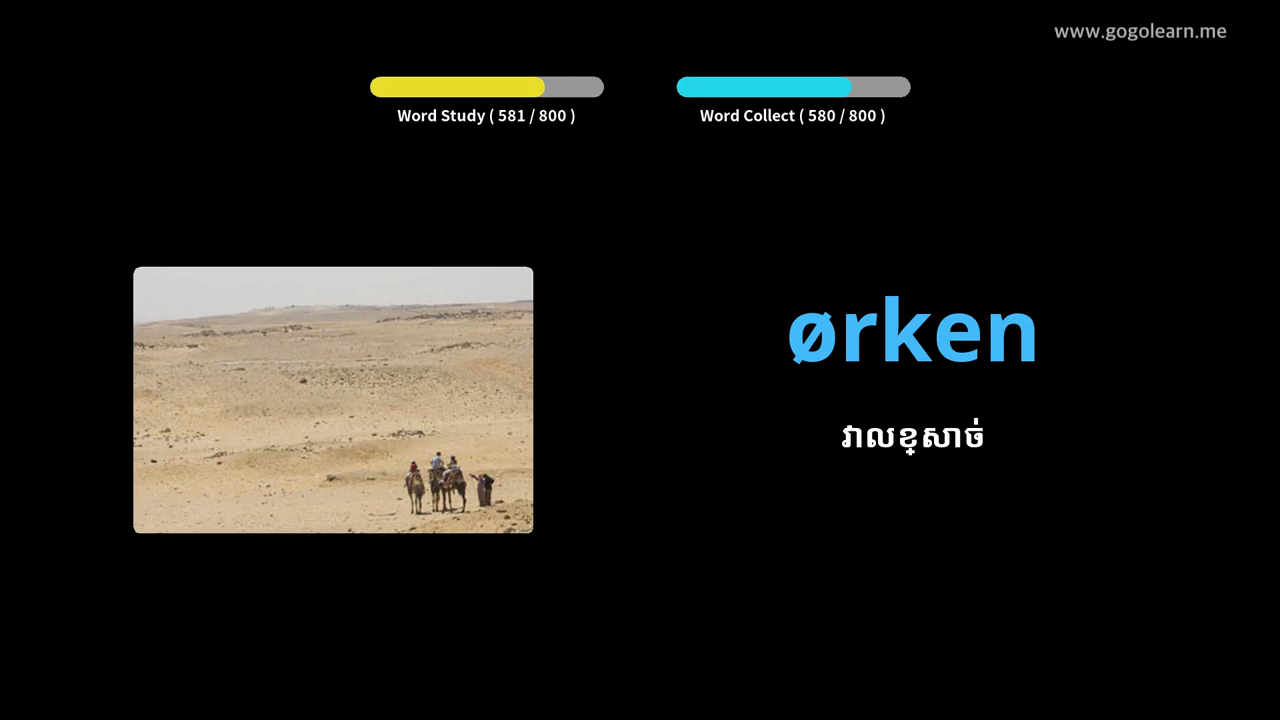 www.gogolearn.me
Word Study ( 581 / 800 )
Word Collect ( 580 / 800 )
ørken
វាលខ្សាច់